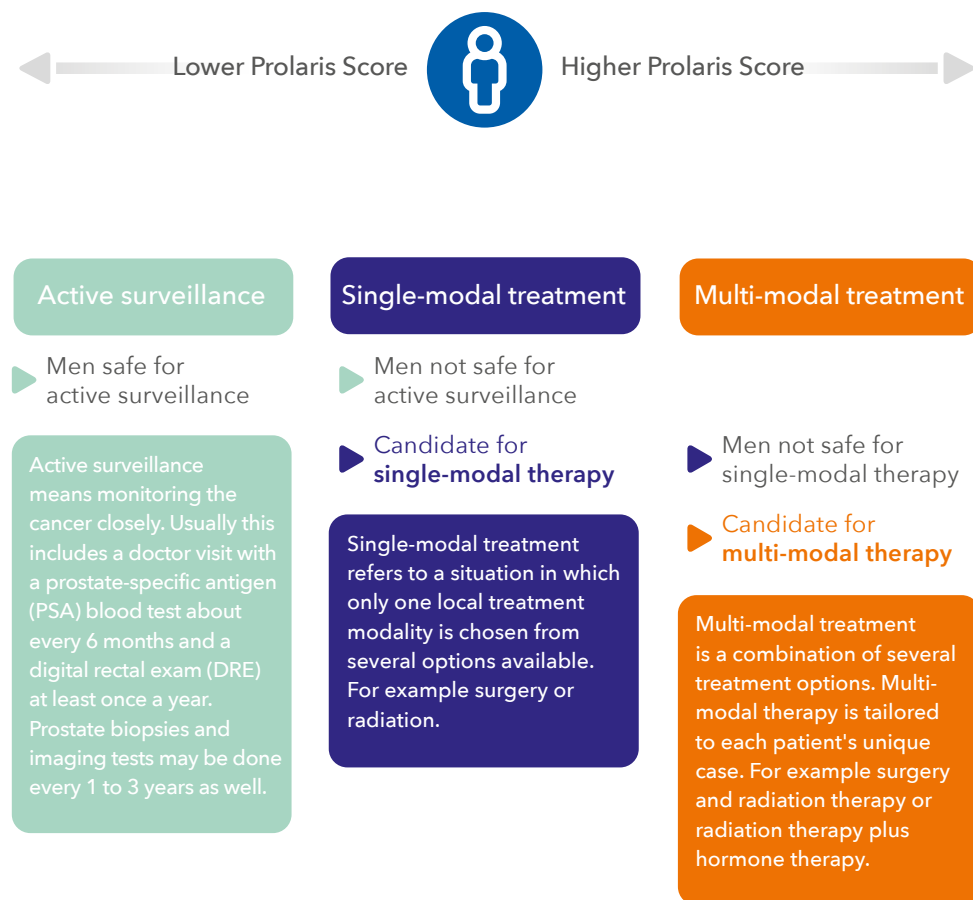 Lower Prolaris Score
Higher Prolaris Score
Active surveillance
Men safe for
active surveillance
Active surveillance
means monitoring the
cancer closely. Usually this
includes a doctor visit with
a prostate-specific antigen
(PSA) blood test about
every 6 months and a
digital rectal exam (DRE)
at least once a year.
Prostate biopsies and
imaging tests may be done
every 1 to 3 years as well.
Single-modal treatment
Men not safe for
active surveillance
Candidate for
single-modal therapy
Single-modal treatment
refers to a situation in which
only one local treatment
modality is chosen from
several options available.
For example surgery or
radiation.
Multi-modal treatment
Men not safe for
single-modal therapy
Candidate for
multi-modal therapy
Multi-modal treatment
is a combination of several
treatment options. Multi-
modal therapy is tailored
to each patient's unique
case. For example surgery
and radiation therapy or
radiation therapy plus
hormone therapy.